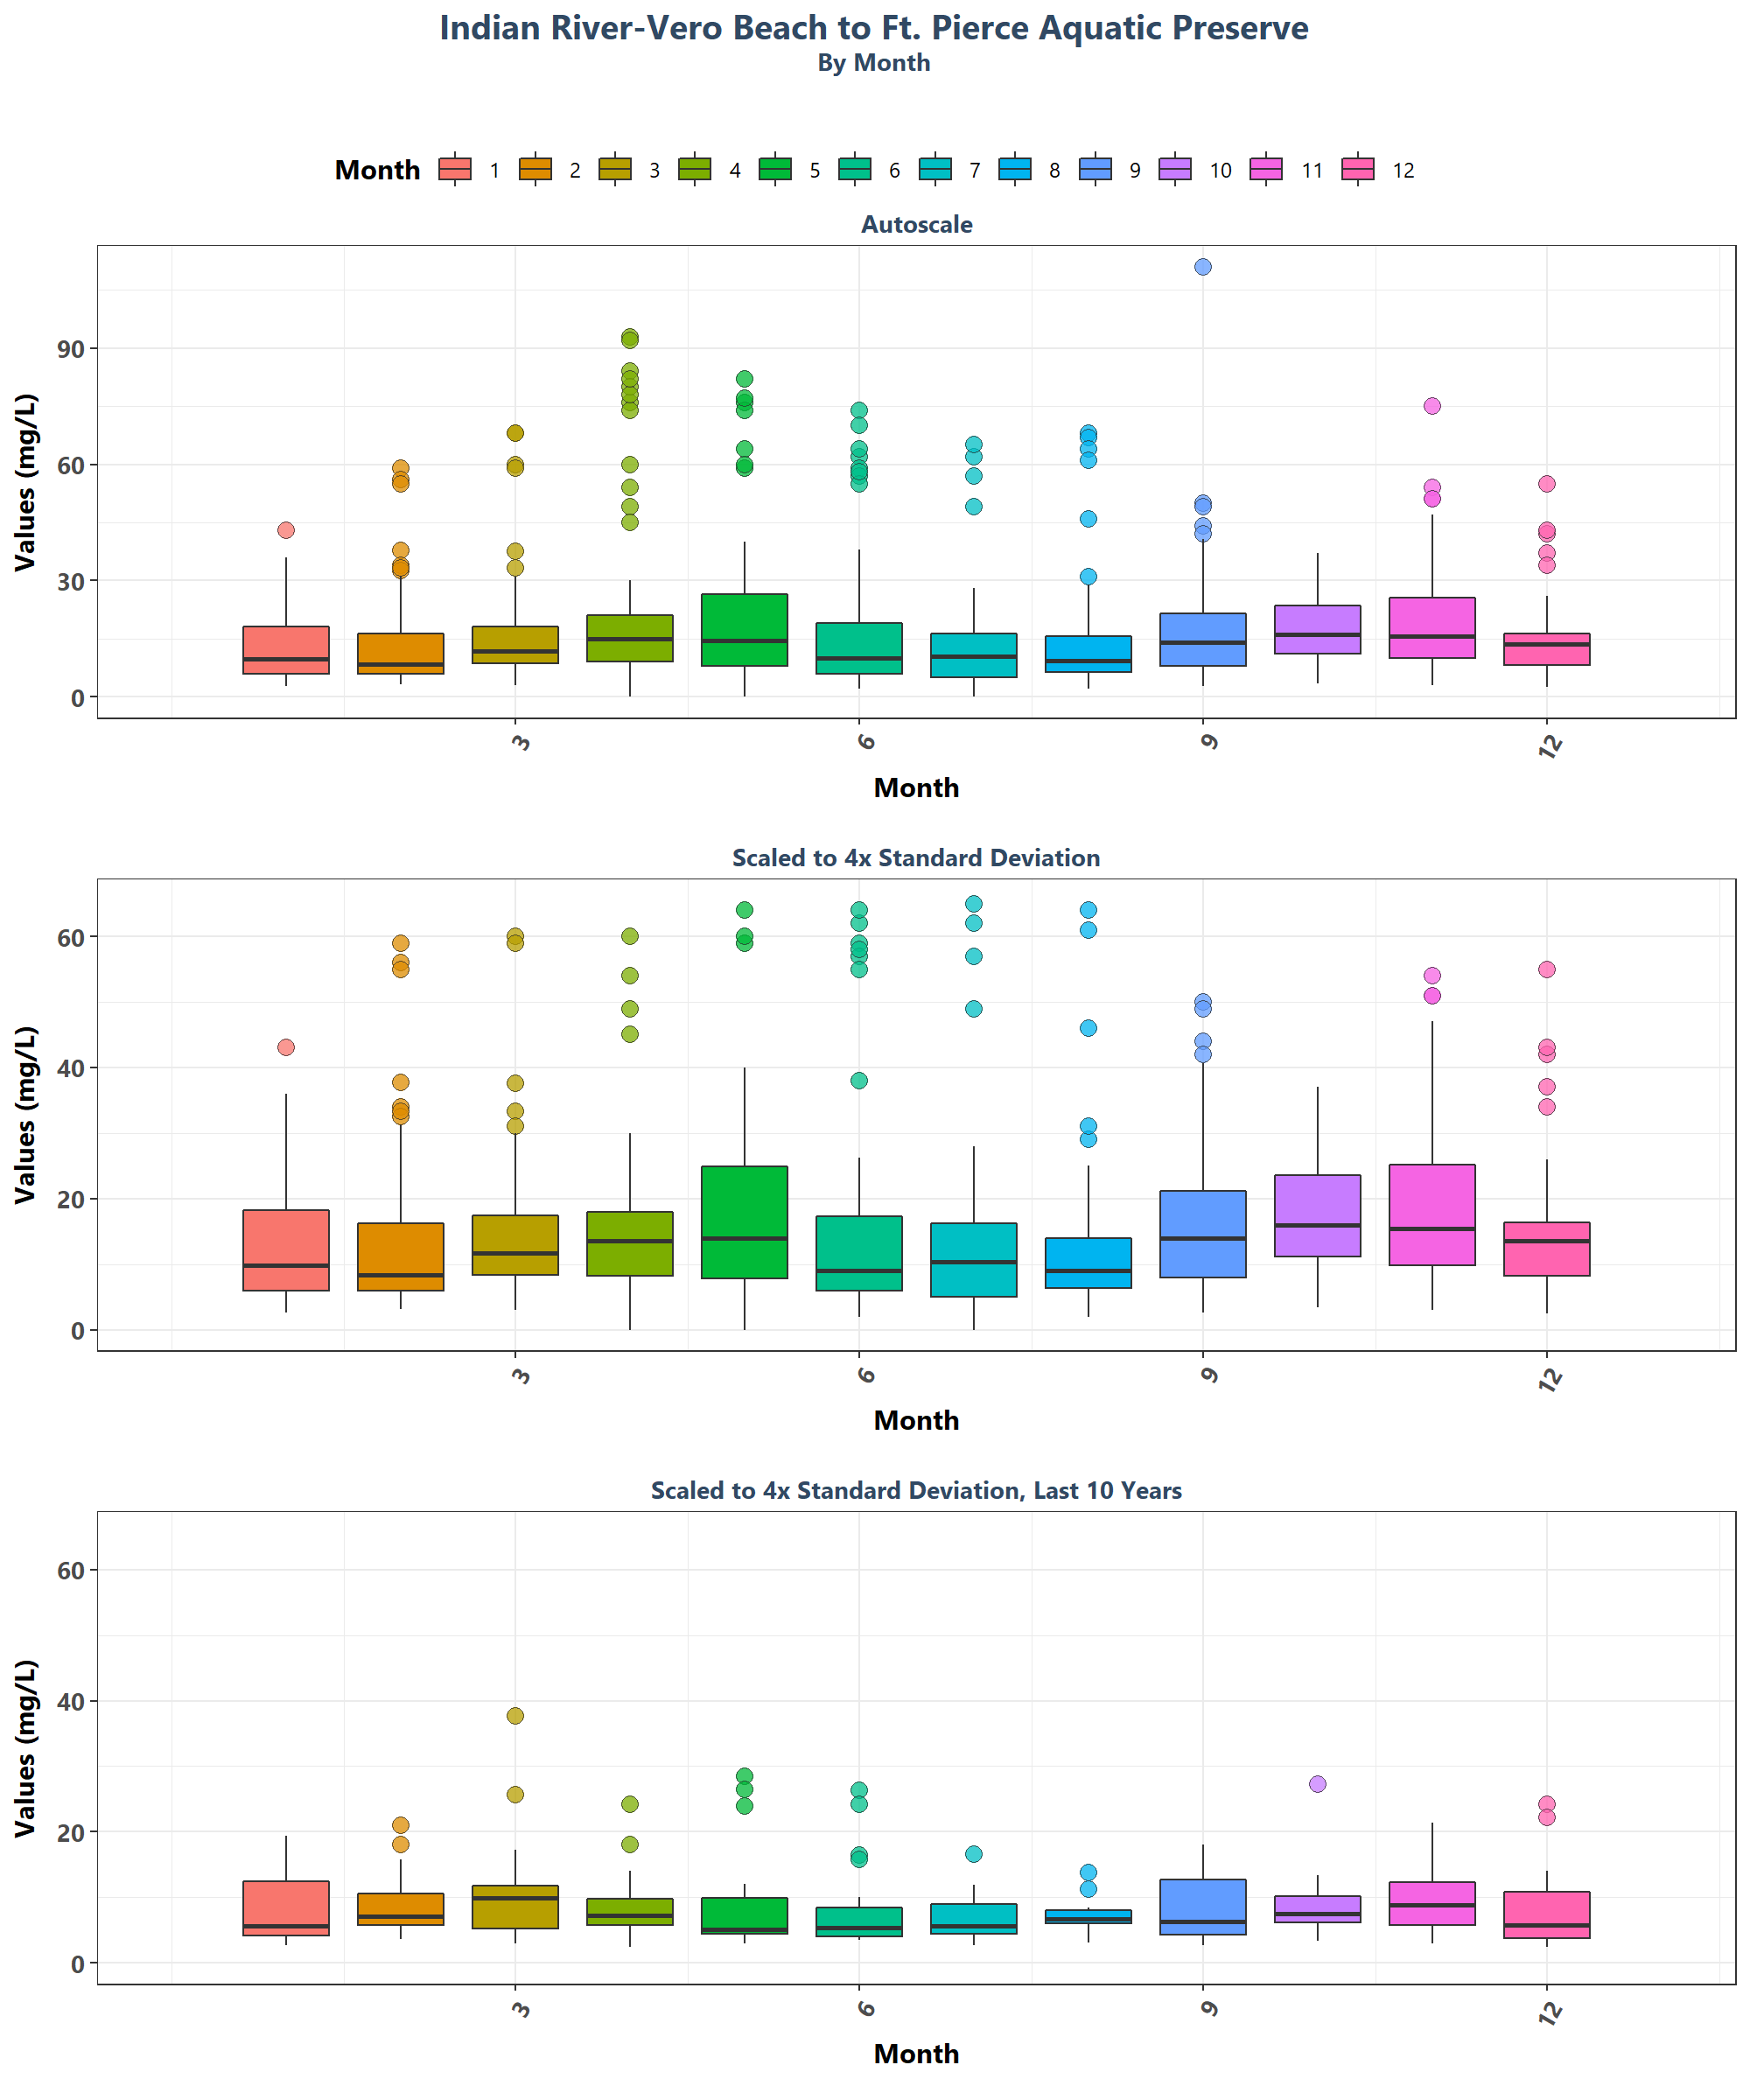 Indian River-Vero Beach to Ft. Pierce Aquatic Preserve
By Month
Month 1 2 3 4 5 6 7 8 9 10 11 12
Autoscale
Values (mg/L)
90
60
30
0
3 6 9 12
Month
Scaled to 4x Standard Deviation
Values (mg/L)
60
40
20
0
3 6 9 12
Month
Scaled to 4x Standard Deviation, Last 10 Years
Values (mg/L)
60
40
20
0
3 6 9 12
Month